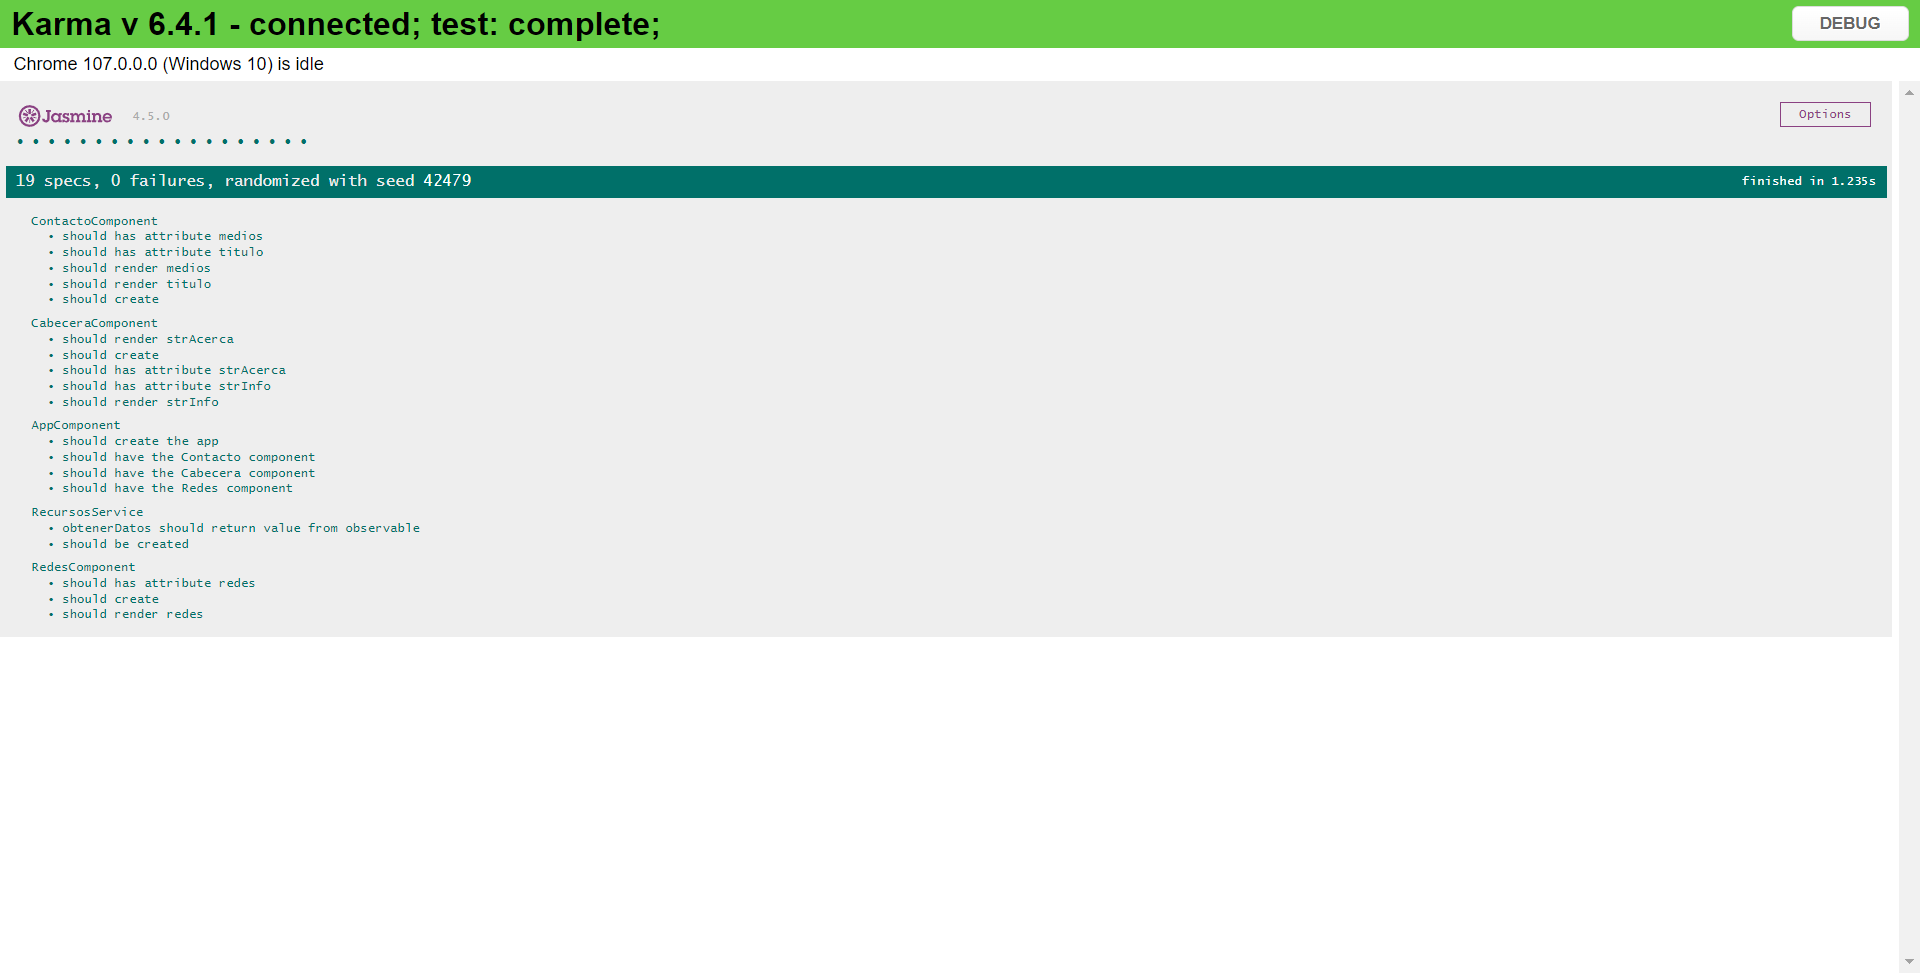 Karma v 6.4.1 - connected; test: complete;
DEBUG
Chrome 107.0.0.0 (Windows 10) is idle
Jasmine 4.5.0
Options
• • • • • • • • • • • • • • • • • • •
19 specs, 0 failures, randomized with seed 42479
finished in 1.235s
ContactoComponent
• should has attribute medios
• should has attribute titulo
• should render medios
• should render titulo
• should create
CabeceraComponent
• should render strAcerca
• should create
• should has attribute strAcerca
• should has attribute strInfo
• should render strInfo
AppComponent
• should create the app
• should have the Contacto component
• should have the Cabecera component
• should have the Redes component
RecursosService
• obtenerDatos should return value from observable
• should be created
RedesComponent
• should has attribute redes
• should create
• should render redes